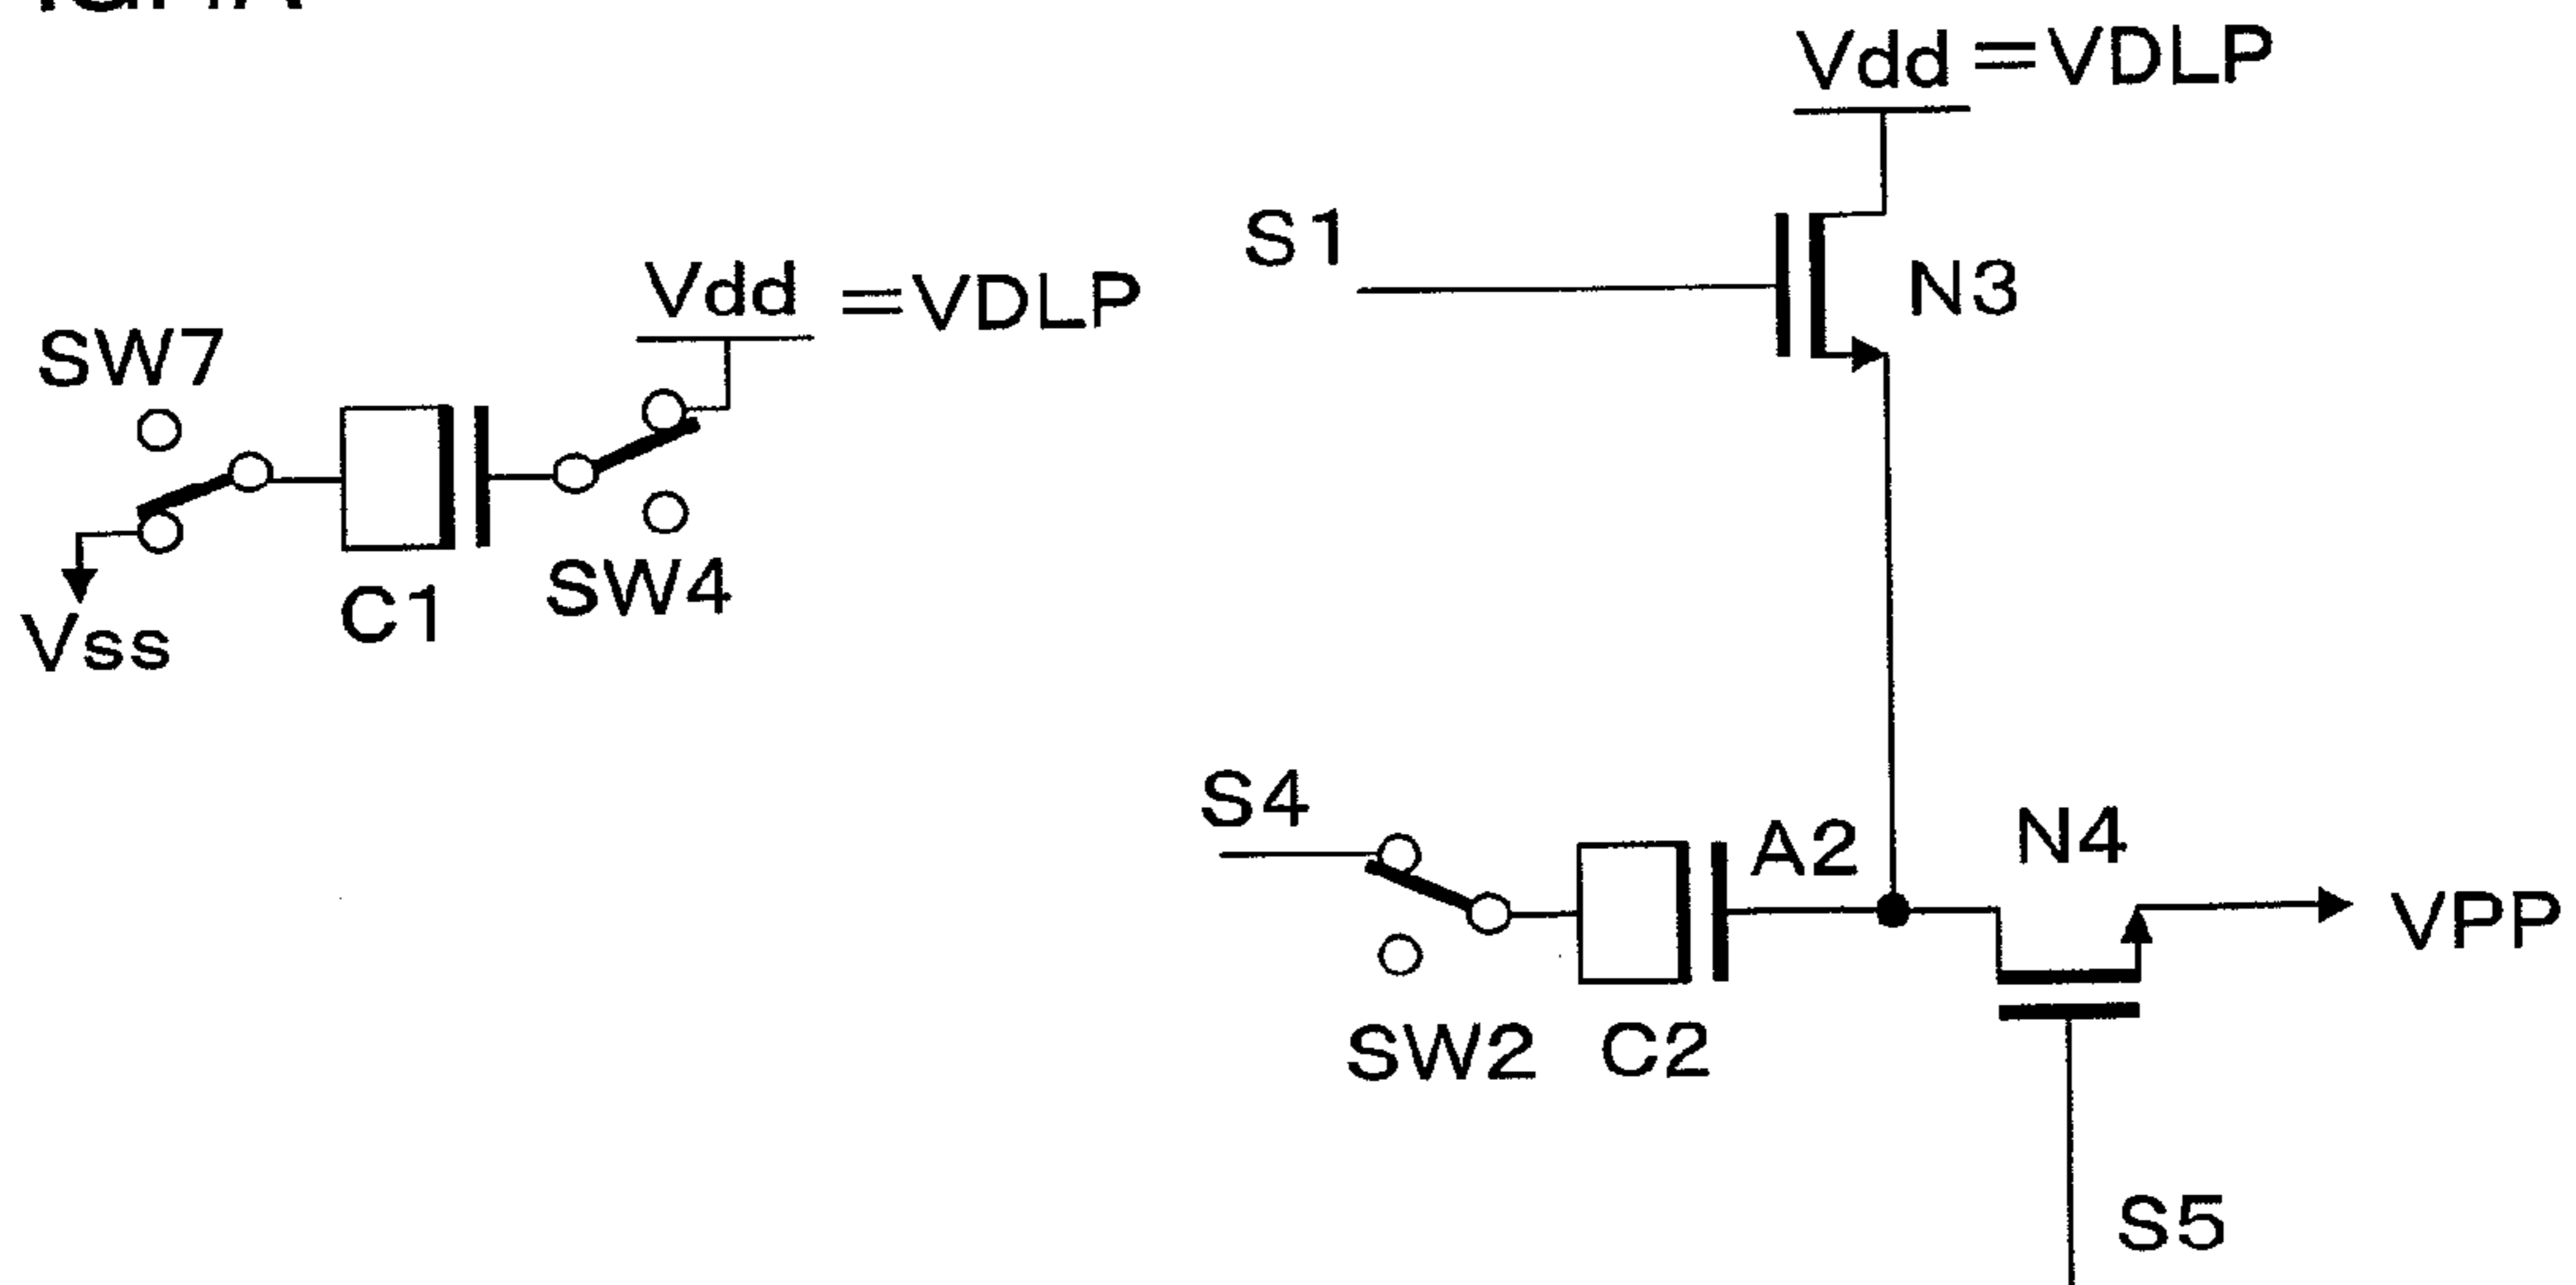 Vdd =VDLP
S1
N3
Vdd =VDLP
SW7
C1
SW4
Vss
S4
A2
N4
VPP
SW2
C2
S5